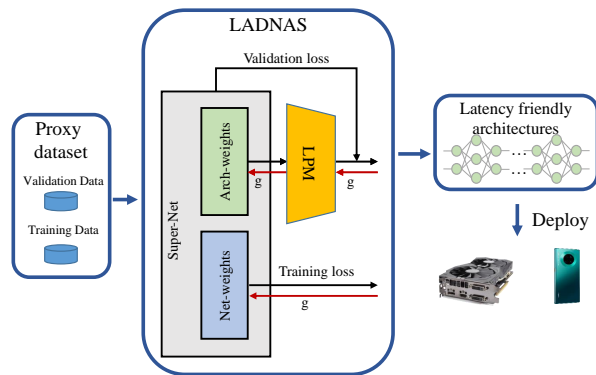 LADNAS
Proxy
dataset
Validation Data
Training Data
Super-Net
Validation loss
Arch-weights
g
LPM
g
Net-weights
Training loss
g
Latency friendly
architectures
... ...
Deploy